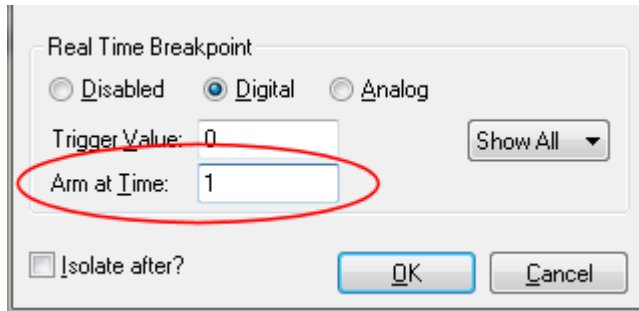 Real Time Breakpoint
Disabled Digital Analog
Trigger Value: 0 Show All
Arm at Time: 1
Isolate after? OK Cancel